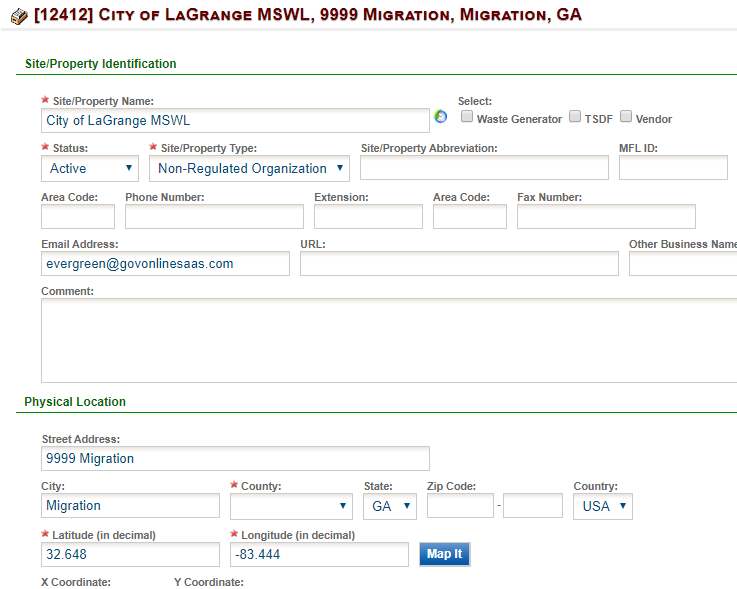 [12412] City of LaGrange MSWL, 9999 Migration, Migration, GA
Site/Property Identification
* Site/Property Name: Select:
City of LaGrange MSWL Waste Generator TSDF Vendor
* Status: * Site/Property Type: Site/Property Abbreviation: MFL ID:
Active Non-Regulated Organization
Area Code: Phone Number: Extension: Area Code: Fax Number:
Email Address: URL: Other Business Name
evergreen@govonlinesaas.com
Comment:
Physical Location
Street Address:
9999 Migration
City: * County: State: Zip Code: Country:
Migration GA - USA
* Latitude (in decimal) * Longitude (in decimal)
32.648 -83.444 Map It
X Coordinate: Y Coordinate: